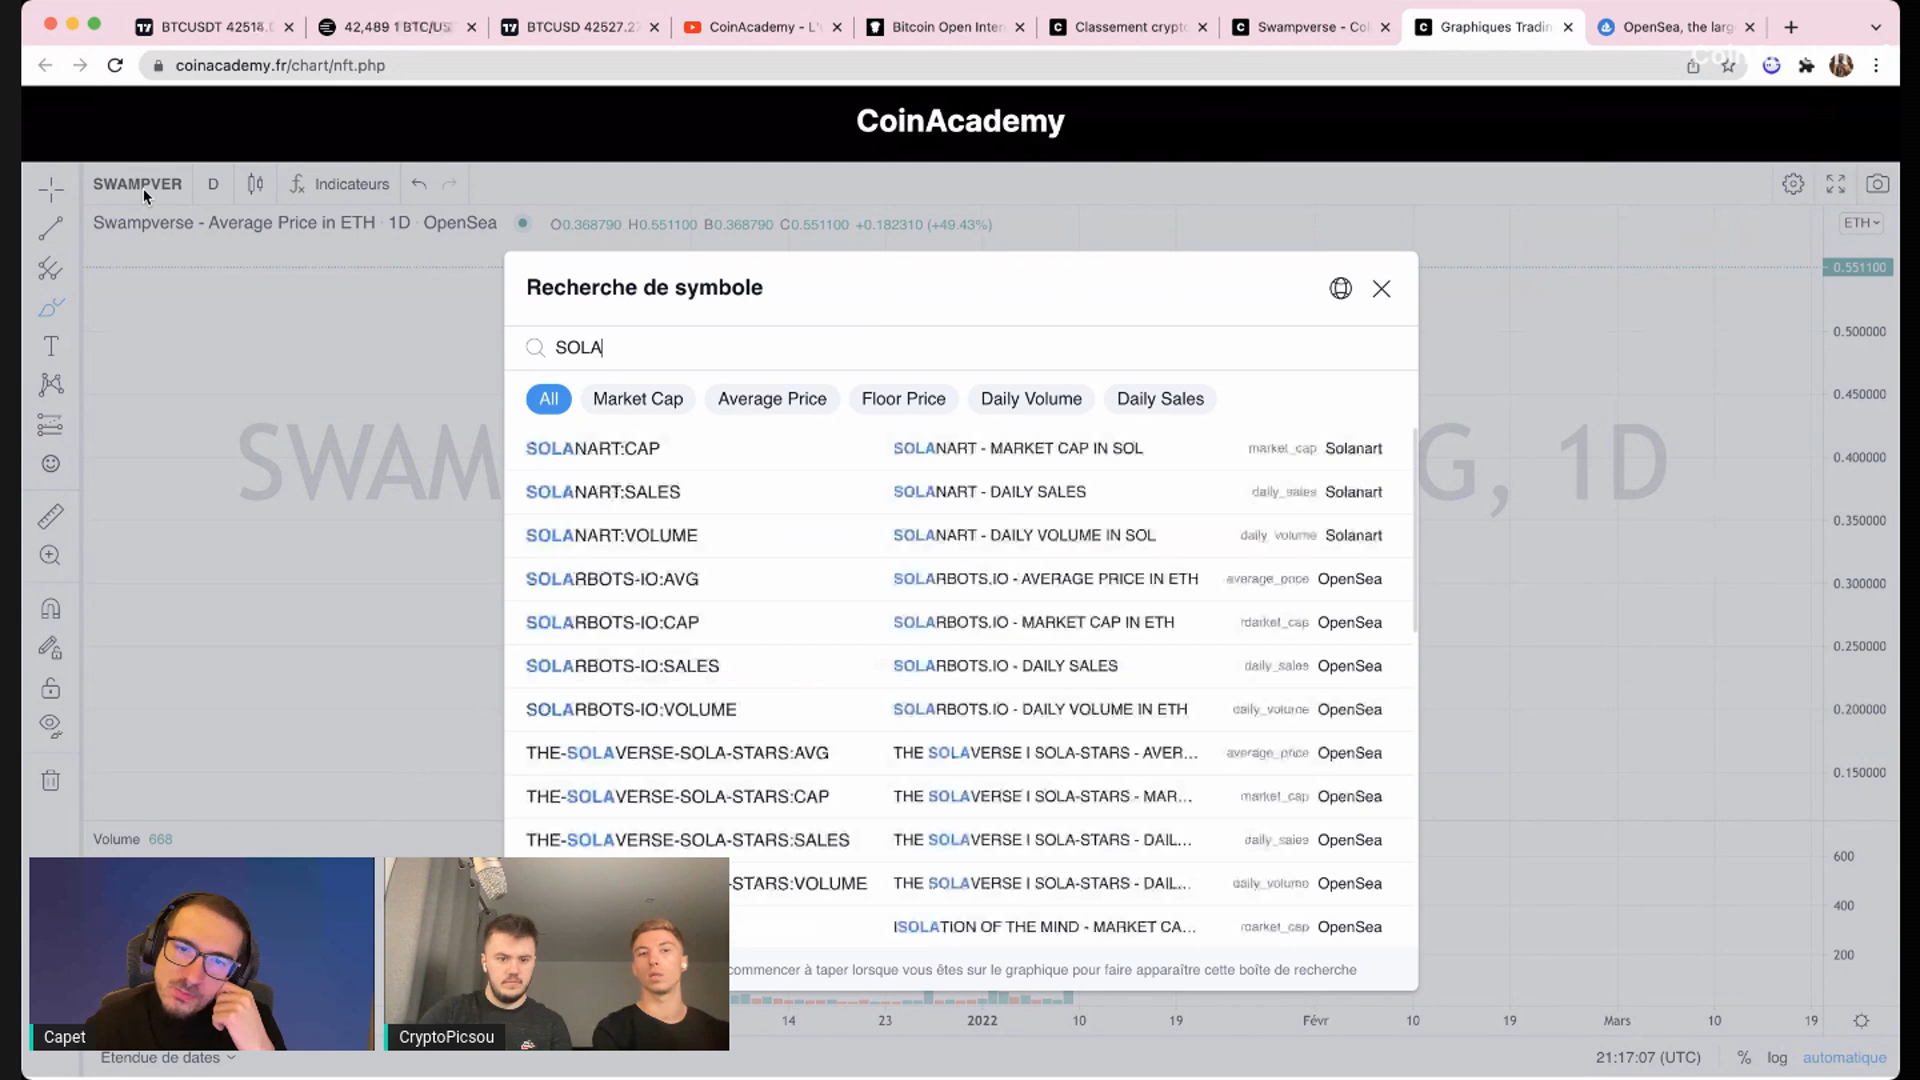 BTCUSDT 42514.
42,489 1 BTC/US
BTCUSD 42527.2
CoinAcademy - L'
Bitcoin Open Inter
Classement crypt
Swampverse - Co
Graphiques Tradin
OpenSea, the larg
coinacademy.fr/chart/nft.php
CoinAcademy
SWAMPVER
D
Indicateurs
Swampverse - Average Price in ETH · 1D · OpenSea
O0.368790 H0.551100 B0.368790 C0.551100 +0.182310 (+49.43%)
ETH
0.551100
Recherche de symbole
SOLA
All
Market Cap
Average Price
Floor Price
Daily Volume
Daily Sales
SOLANART:CAP SOLANART - MARKET CAP IN SOL market_cap Solanart
SOLANART:SALES SOLANART - DAILY SALES daily_sales Solanart
SOLANART:VOLUME SOLANART - DAILY VOLUME IN SOL daily_volume Solanart
SOLARBOTS-IO:AVG SOLARBOTS.IO - AVERAGE PRICE IN ETH average_price OpenSea
SOLARBOTS-IO:CAP SOLARBOTS.IO - MARKET CAP IN ETH market_cap OpenSea
SOLARBOTS-IO:SALES SOLARBOTS.IO - DAILY SALES daily_sales OpenSea
SOLARBOTS-IO:VOLUME SOLARBOTS.IO - DAILY VOLUME IN ETH daily_volume OpenSea
THE-SOLAVERSE-SOLA-STARS:AVG THE SOLAVERSE | SOLA-STARS - AVER... average_price OpenSea
THE-SOLAVERSE-SOLA-STARS:CAP THE SOLAVERSE | SOLA-STARS - MAR... market_cap OpenSea
THE-SOLAVERSE-SOLA-STARS:SALES THE SOLAVERSE | SOLA-STARS - DAIL... daily_sales OpenSea
-STARS:VOLUME THE SOLAVERSE | SOLA-STARS - DAIL... daily_volume OpenSea
ISOLATION OF THE MIND - MARKET CA... market_cap OpenSea
commencer à taper lorsque vous êtes sur le graphique pour faire apparaître cette boîte de recherche
SWAM
G, 1D
0.500000
0.450000
0.400000
0.350000
0.300000
0.250000
0.200000
0.150000
Volume 668
600
400
200
14 23 2022 10 19 Févr 10 19 Mars 10 19
Capet
CryptoPicsou
Étendue de dates
21:17:07 (UTC)
%
log
automatique